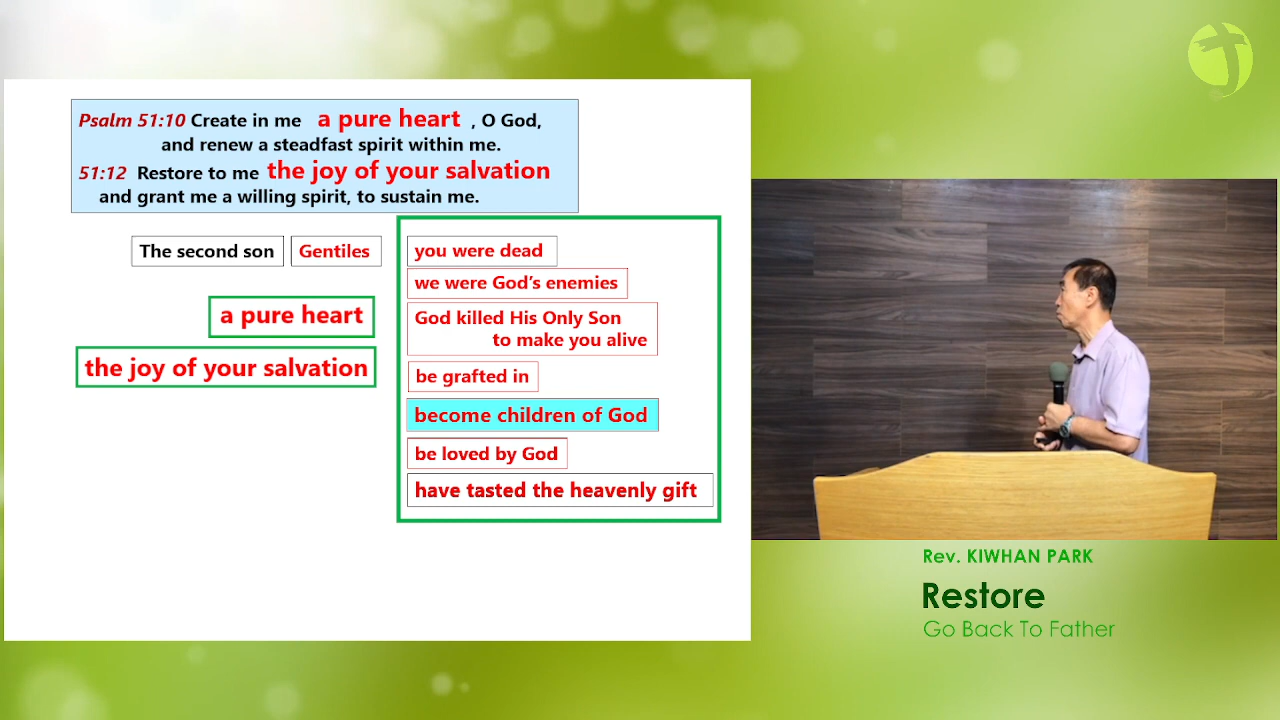 Psalm 51:10 Create in me a pure heart , O God,
and renew a steadfast spirit within me.
51:12 Restore to me the joy of your salvation
and grant me a willing spirit, to sustain me.
The second son Gentiles
a pure heart
the joy of your salvation
you were dead
we were God's enemies
God killed His Only Son
to make you alive
be grafted in
become children of God
be loved by God
have tasted the heavenly gift
Rev. KIWHAN PARK
Restore
Go Back To Father